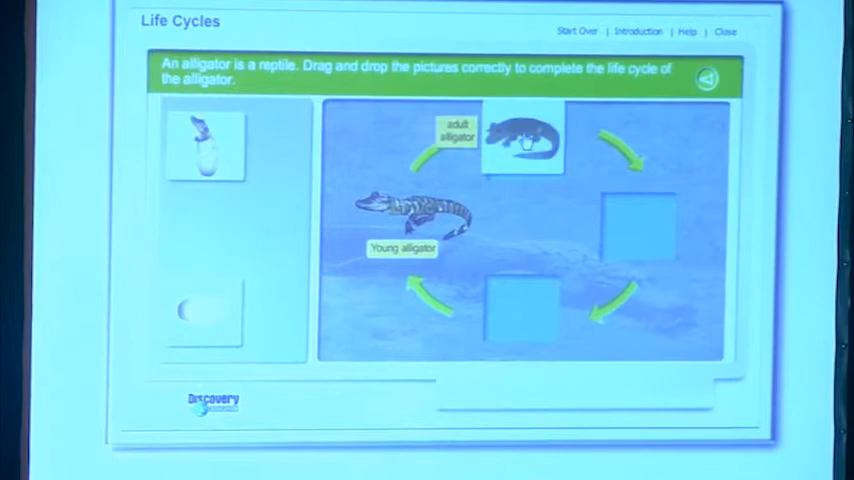 Life Cycles
Start Over | Introduction | Help | Close
An alligator is a reptile. Drag and drop the pictures correctly to complete the life cycle of
the alligator.
adult
alligator
Young alligator
Discovery